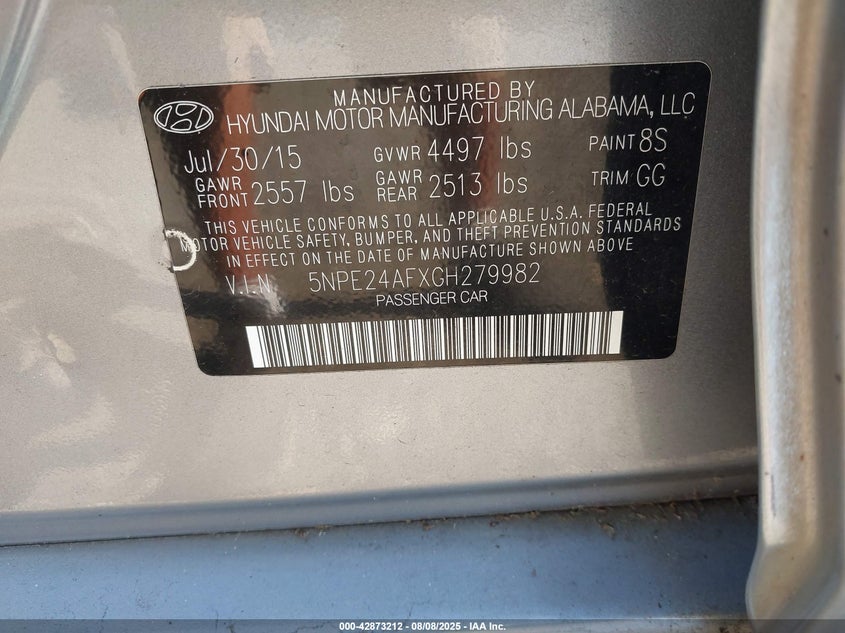 MANUFACTURED BY
HYUNDAI MOTOR MANUFACTURING ALABAMA, LLC
Jul/30/15 GVWR 4497 lbs PAINT 8S
GAWR FRONT 2557 lbs GAWR REAR 2513 lbs TRIM GG
THIS VEHICLE CONFORMS TO ALL APPLICABLE U.S.A. FEDERAL
MOTOR VEHICLE SAFETY, BUMPER, AND THEFT PREVENTION STANDARDS
IN EFFECT ON THE DATE OF MANUFACTURE SHOWN ABOVE
V.I.N. 5NPE24AFXGH279982
PASSENGER CAR
000-42873212 - 08/08/2025 - IAA Inc.